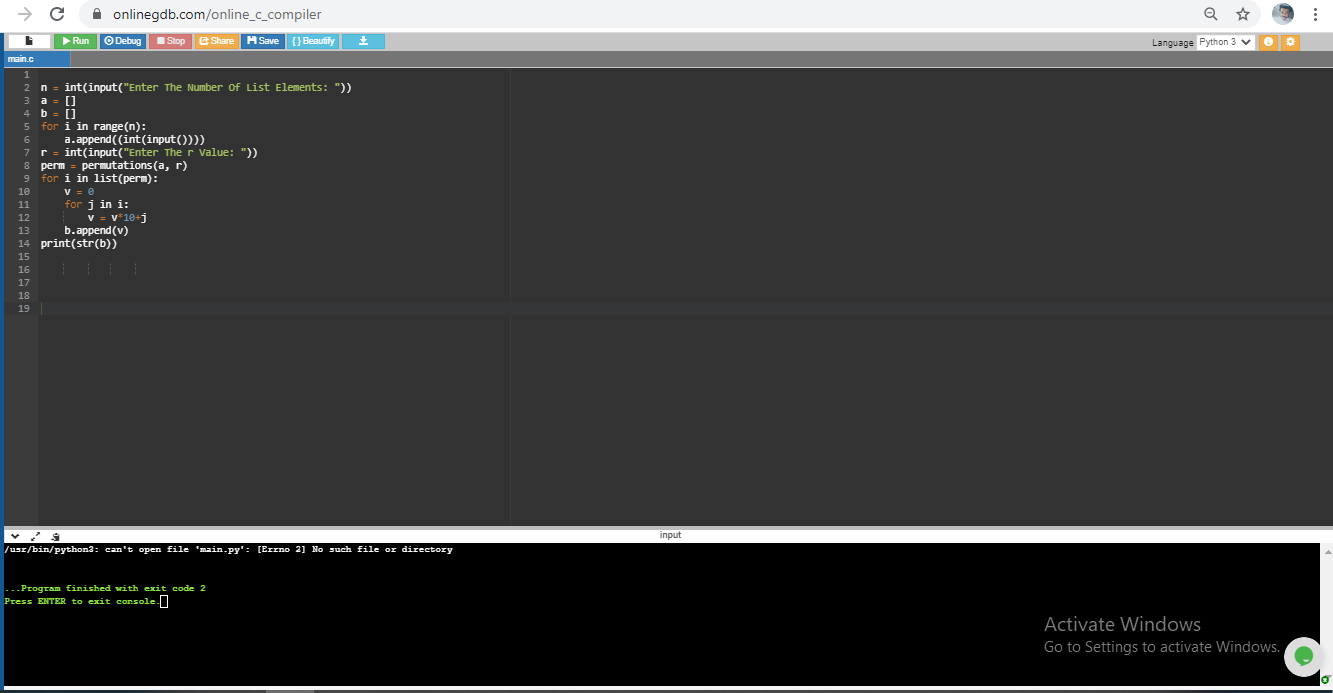 onlinegdb.com/online_c_compiler
Run Debug Stop Share Save { } Beautify
Language Python 3
main.c
1
2 n = int(input("Enter The Number Of List Elements: "))
3 a = []
4 b = []
5 for i in range(n):
6     a.append((int(input())))
7 r = int(input("Enter The r Value: "))
8 perm = permutations(a, r)
9 for i in list(perm):
10     v = 0
11     for j in i:
12         v = v*10+j
13     b.append(v)
14 print(str(b))
15
16
17
18
19
input
/usr/bin/python3: can't open file 'main.py': [Errno 2] No such file or directory
...Program finished with exit code 2
Press ENTER to exit console.
Activate Windows
Go to Settings to activate Windows.